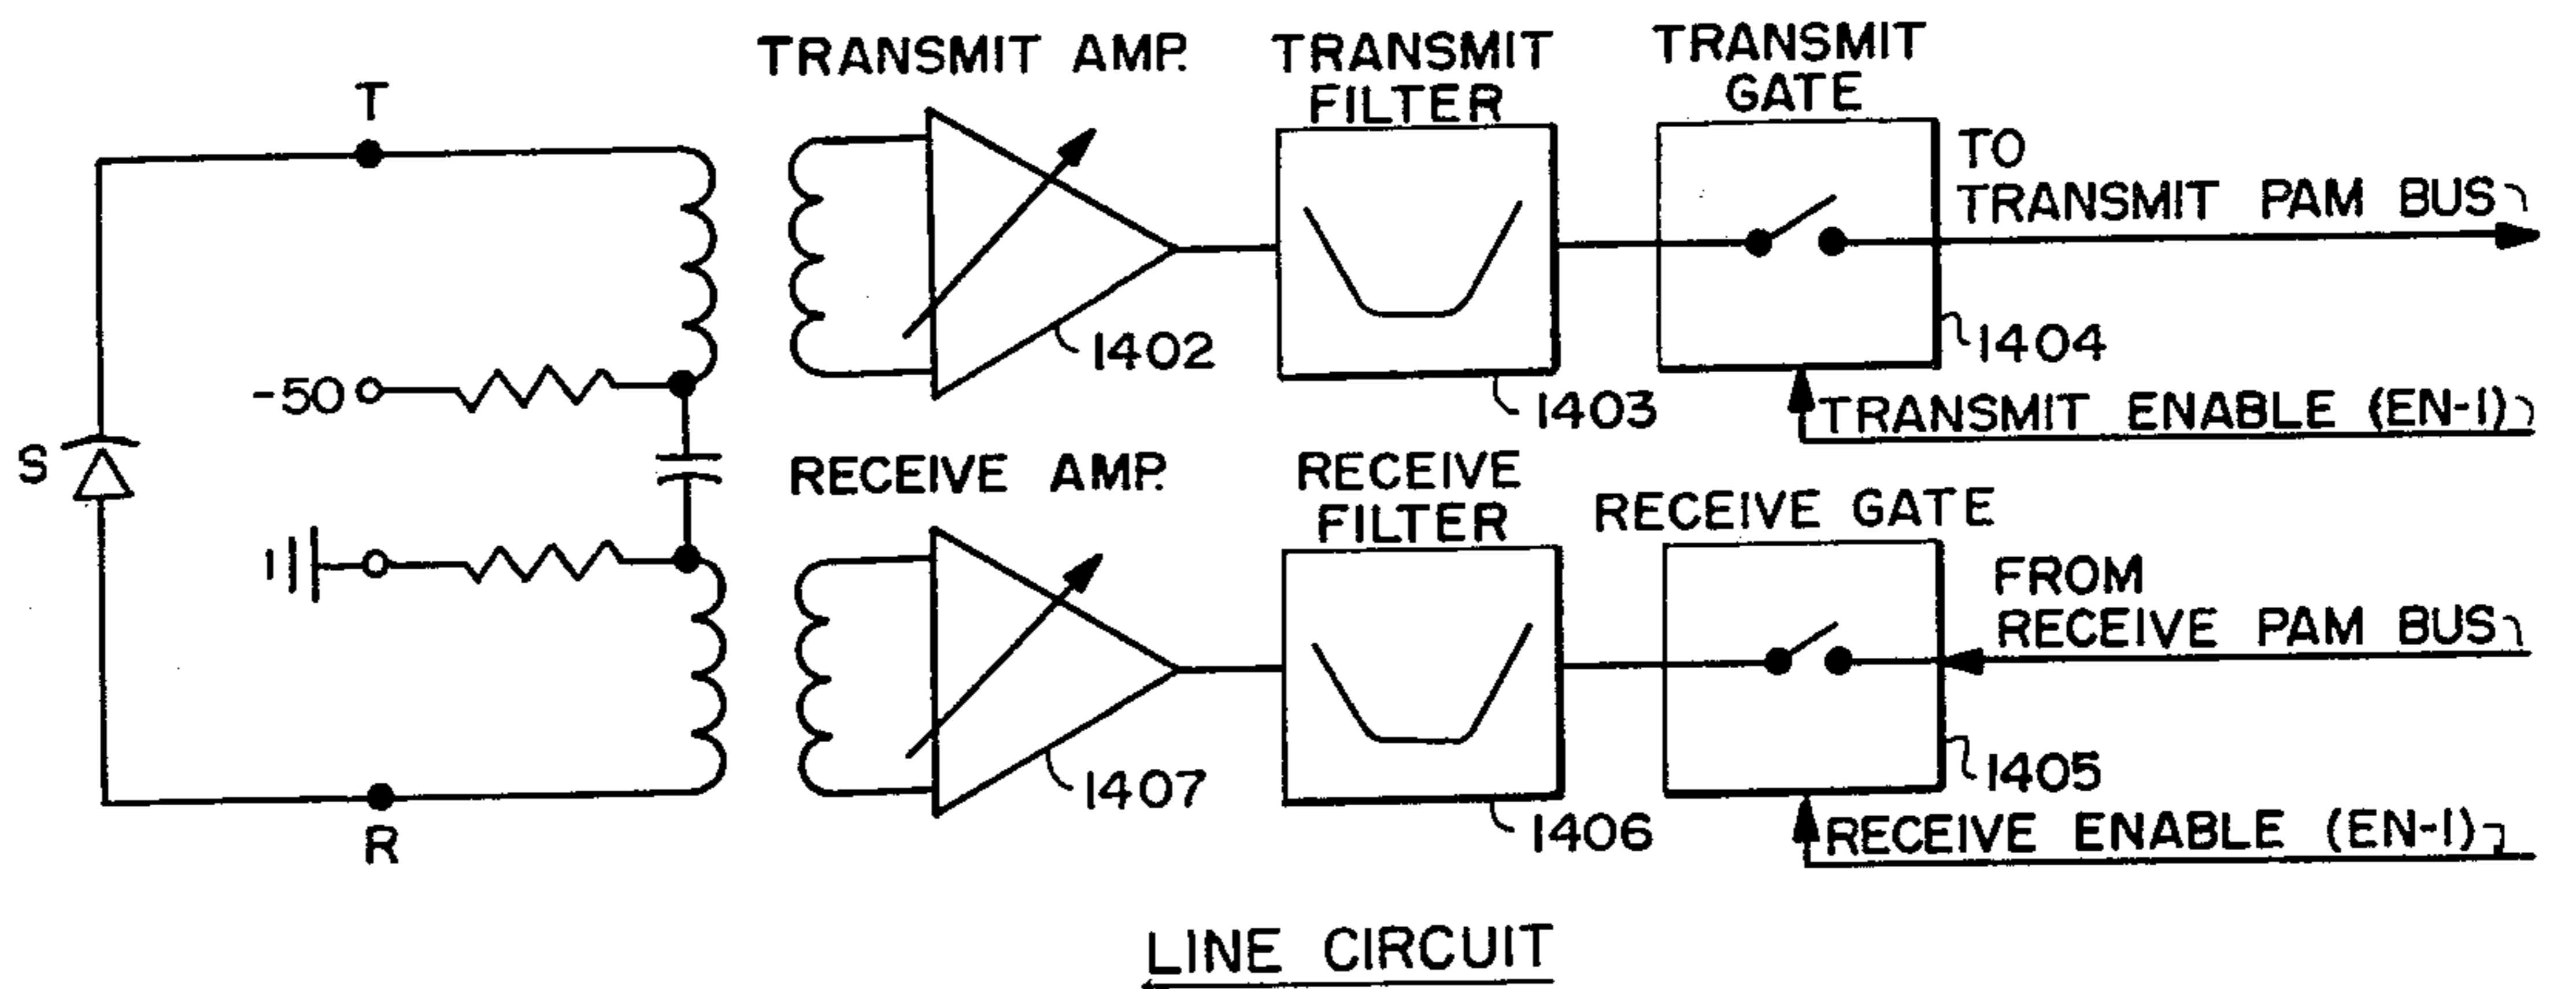 T
TRANSMIT AMP.
TRANSMIT
FILTER
TRANSMIT
GATE
TO
TRANSMIT PAM BUS
1402
1403
1404
-50
TRANSMIT ENABLE (EN-1)
S
RECEIVE AMP.
RECEIVE
FILTER
RECEIVE GATE
FROM
RECEIVE PAM BUS
1407
1406
1405
R
RECEIVE ENABLE (EN-1)
LINE CIRCUIT